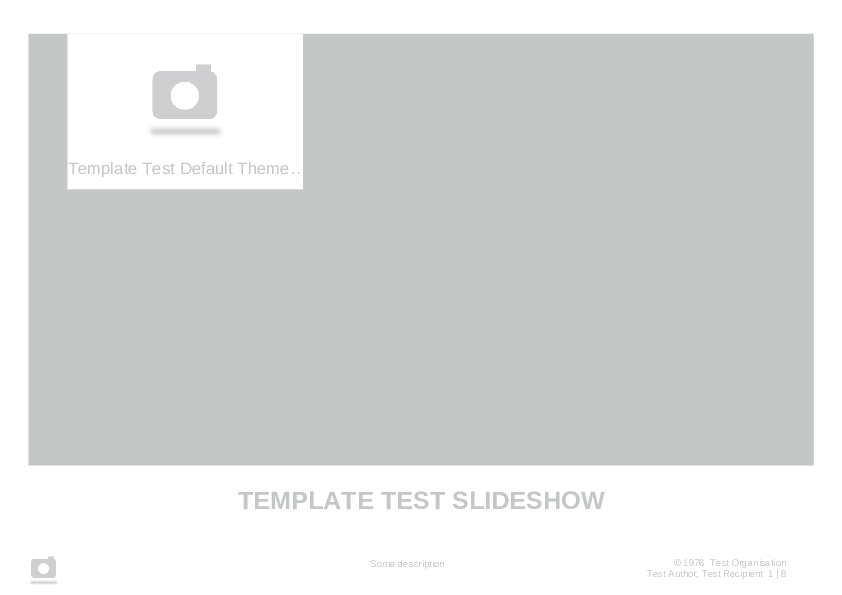 Template Test Default Theme..
TEMPLATE TEST SLIDESHOW
Some description
©1976 Test Organisation
Test Author, Test Recipient 1 | 8